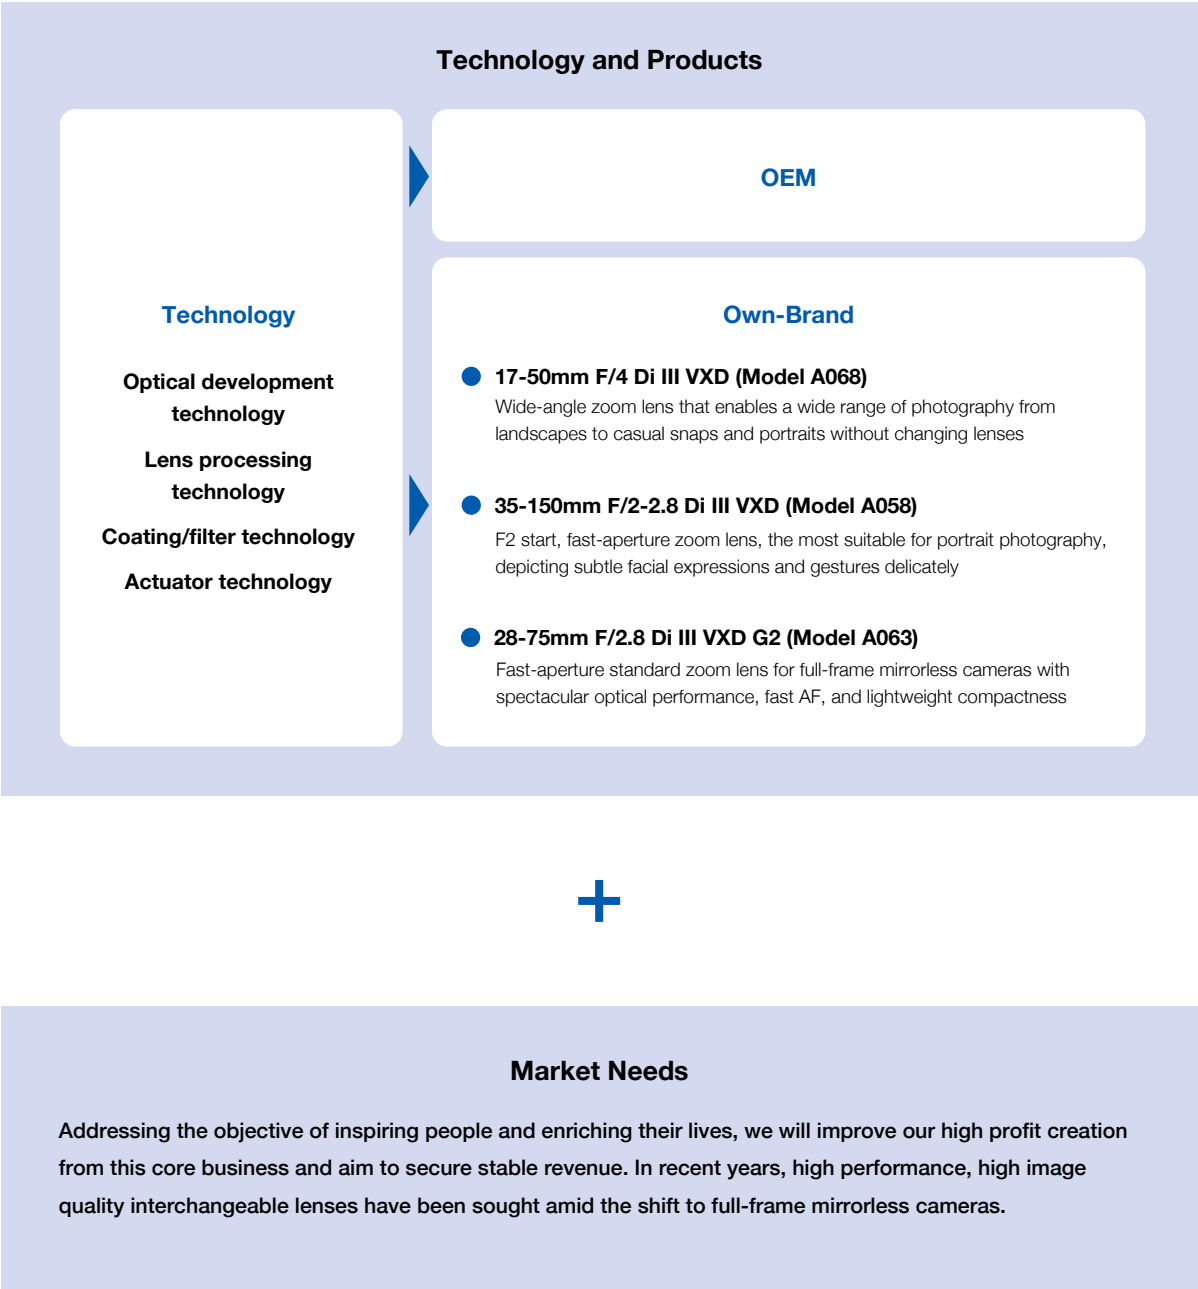 Technology and Products
Technology
Optical development
technology
Lens processing
technology
Coating/filter technology
Actuator technology
OEM
Own-Brand
17-50mm F/4 Di III VXD (Model A068)
Wide-angle zoom lens that enables a wide range of photography from
landscapes to casual snaps and portraits without changing lenses
35-150mm F/2-2.8 Di III VXD (Model A058)
F2 start, fast-aperture zoom lens, the most suitable for portrait photography,
depicting subtle facial expressions and gestures delicately
28-75mm F/2.8 Di III VXD G2 (Model A063)
Fast-aperture standard zoom lens for full-frame mirrorless cameras with
spectacular optical performance, fast AF, and lightweight compactness
+
Market Needs
Addressing the objective of inspiring people and enriching their lives, we will improve our high profit creation
from this core business and aim to secure stable revenue. In recent years, high performance, high image
quality interchangeable lenses have been sought amid the shift to full-frame mirrorless cameras.